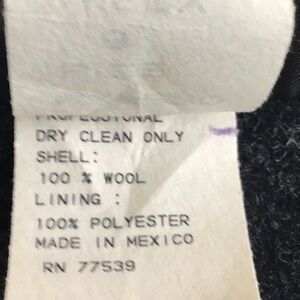 PROFESSIONAL
DRY CLEAN ONLY
SHELL:
100 % WOOL
LINING :
100% POLYESTER
MADE IN MEXICO
RN 77539